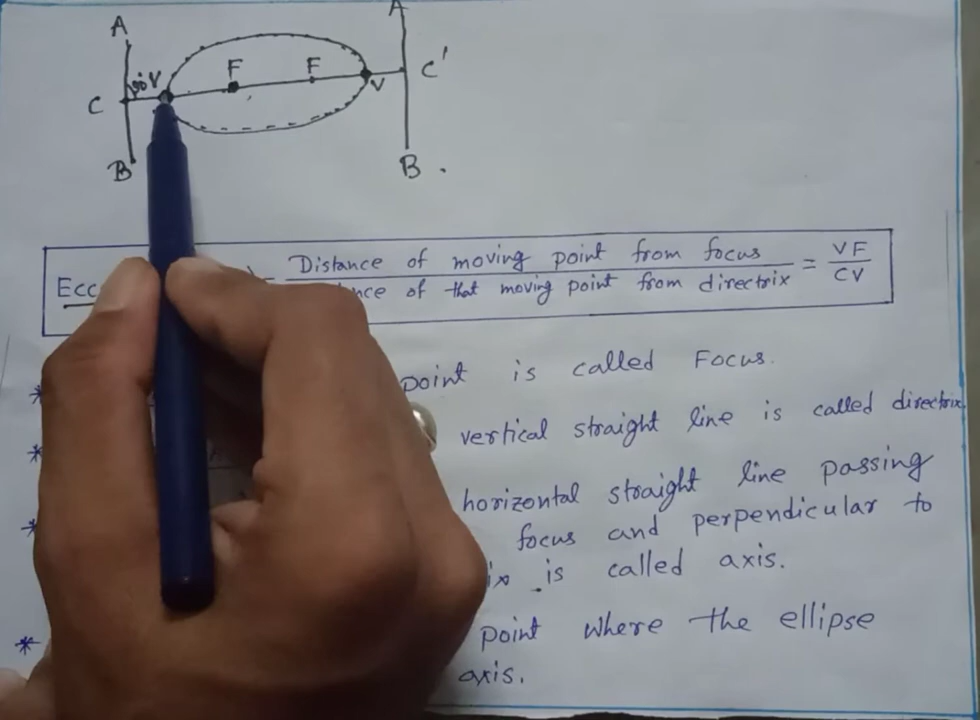 A A
90° V F F V C'
C
B B.
Distance of moving point from focus = VF
Ecc of that moving point from directrix CV
* point is called Focus.
* vertical straight line is called directrix
* horizontal straight line passing
focus and perpendicular to
is called axis.
* point where the ellipse
axis.